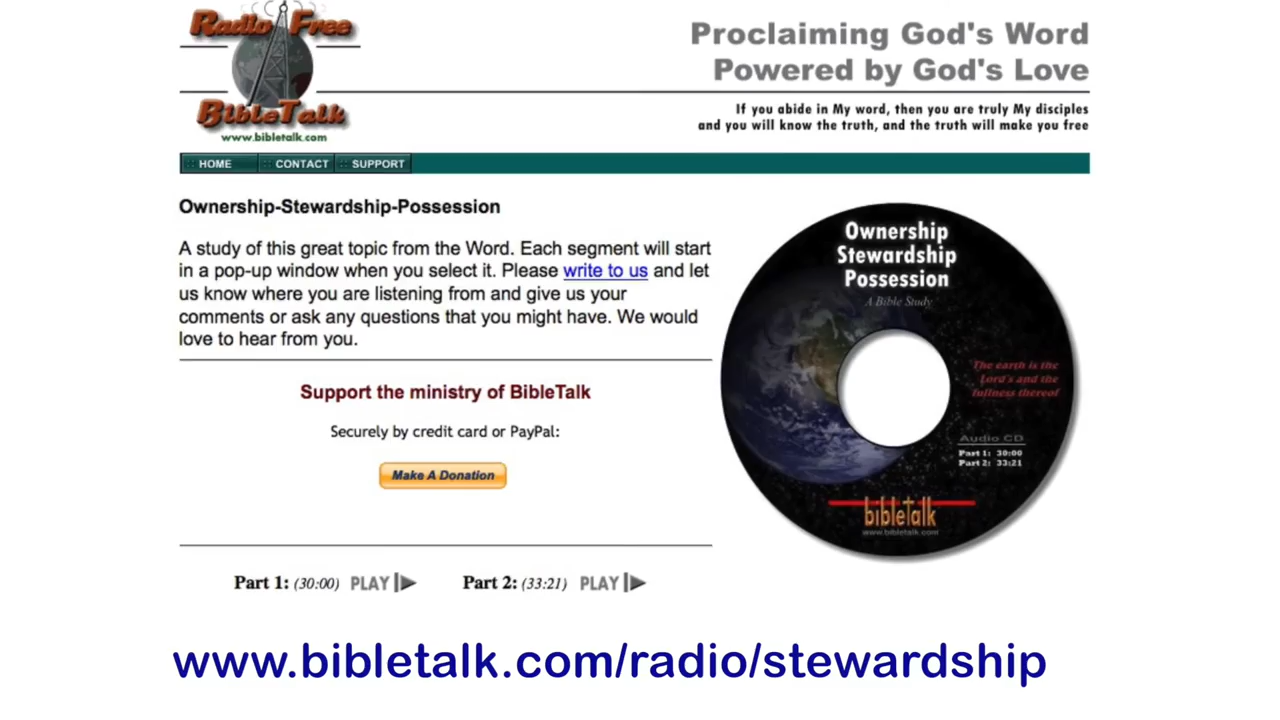 Radio Free
BibleTalk
www.bibletalk.com
Proclaiming God's Word
Powered by God's Love
If you abide in My word, then you are truly My disciples
and you will know the truth, and the truth will make you free
HOME CONTACT SUPPORT
Ownership-Stewardship-Possession
A study of this great topic from the Word. Each segment will start
in a pop-up window when you select it. Please write to us and let
us know where you are listening from and give us your
comments or ask any questions that you might have. We would
love to hear from you.
Support the ministry of BibleTalk
Securely by credit card or PayPal:
Make A Donation
Part 1: (30:00) PLAY Part 2: (33:21) PLAY
Ownership
Stewardship
Possession
A Bible Study
The earth is the
Lord's and the
fullness thereof
Audio CD
Part 1: 30:00
Part 2: 33:21
bibleTalk
www.bibletalk.com
www.bibletalk.com/radio/stewardship